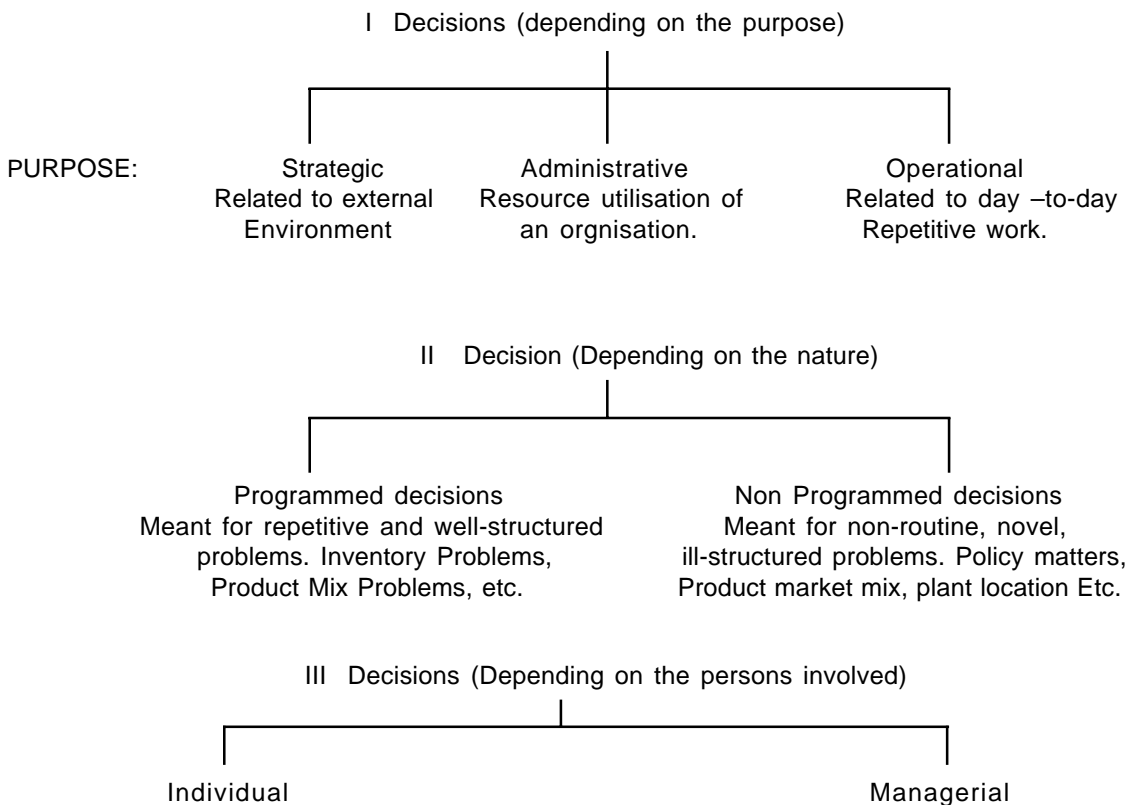 I Decisions (depending on the purpose)
PURPOSE: Strategic Administrative Operational
Related to external Resource utilisation of Related to day –to-day
Environment an orgnisation. Repetitive work.
II Decision (Depending on the nature)
Programmed decisions Non Programmed decisions
Meant for repetitive and well-structured Meant for non-routine, novel,
problems. Inventory Problems, ill-structured problems. Policy matters,
Product Mix Problems, etc. Product market mix, plant location Etc.
III Decisions (Depending on the persons involved)
Individual Managerial